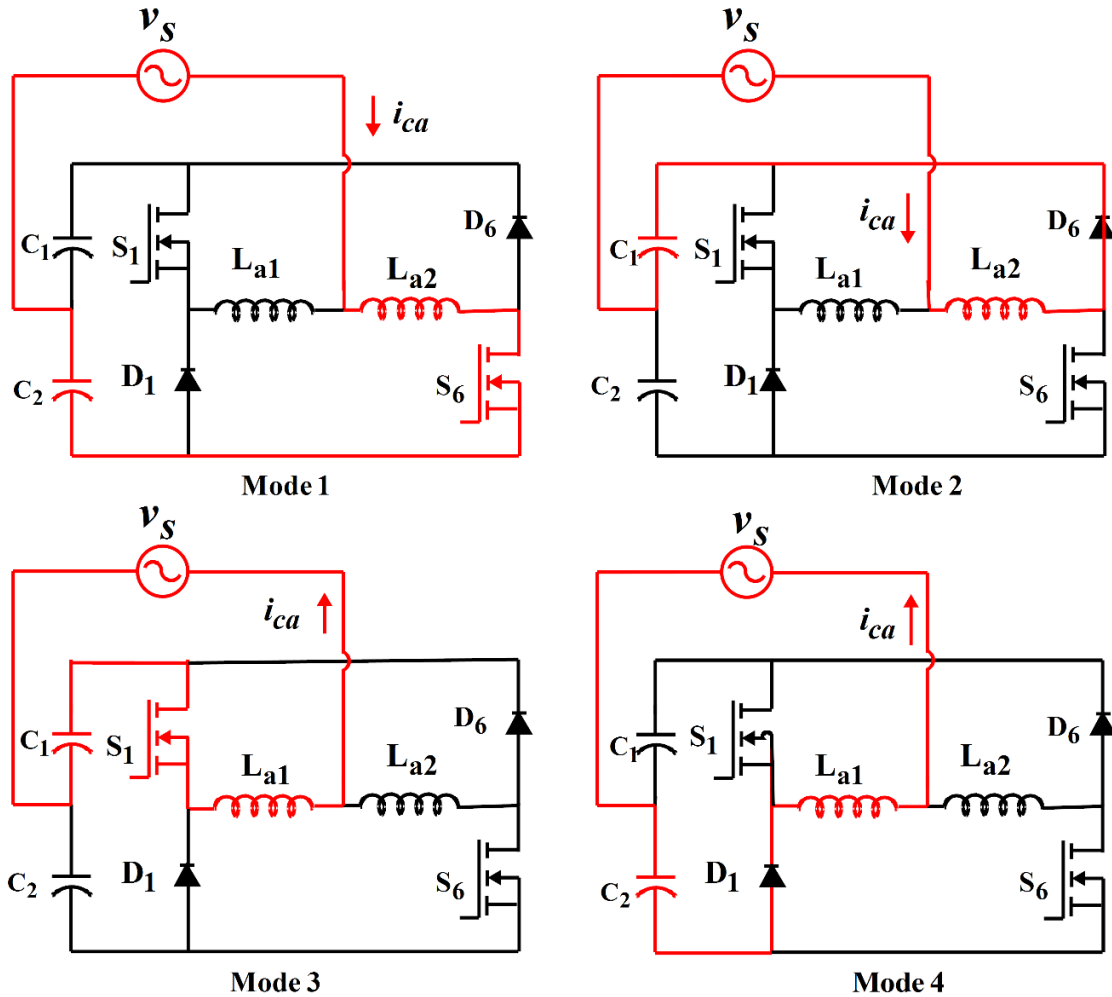 v_s
i_ca
C_1
S_1
D_6
L_a1
L_a2
C_2
D_1
S_6
Mode 1
v_s
i_ca
C_1
S_1
D_6
L_a1
L_a2
C_2
D_1
S_6
Mode 2
v_s
i_ca
C_1
S_1
D_6
L_a1
L_a2
C_2
D_1
S_6
Mode 3
v_s
i_ca
C_1
S_1
D_6
L_a1
L_a2
C_2
D_1
S_6
Mode 4